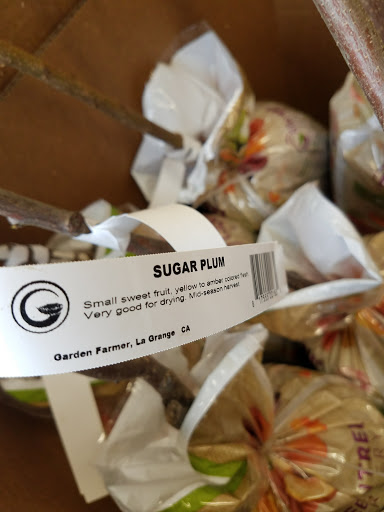 SUGAR PLUM
Small sweet fruit, yellow to amber colored flesh
Very good for drying. Mid-season harvest
Garden Farmer, La Grange CA